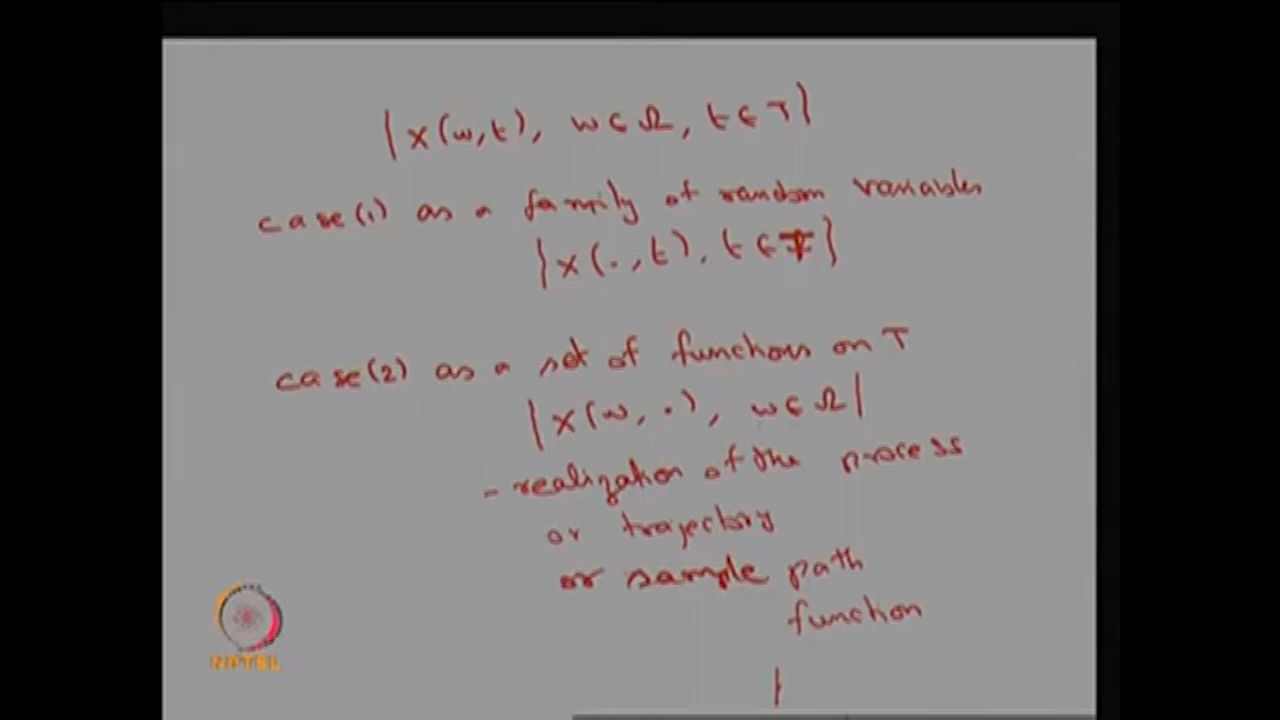 {X(w,t), w ∈ Ω, t ∈ T}
case(1) as a family of random variables
{X(.,t), t ∈ T}
case(2) as a set of functions on T
{X(w,.), w ∈ Ω}
- realization of the process
or trajectory
or sample path
function
NPTEL